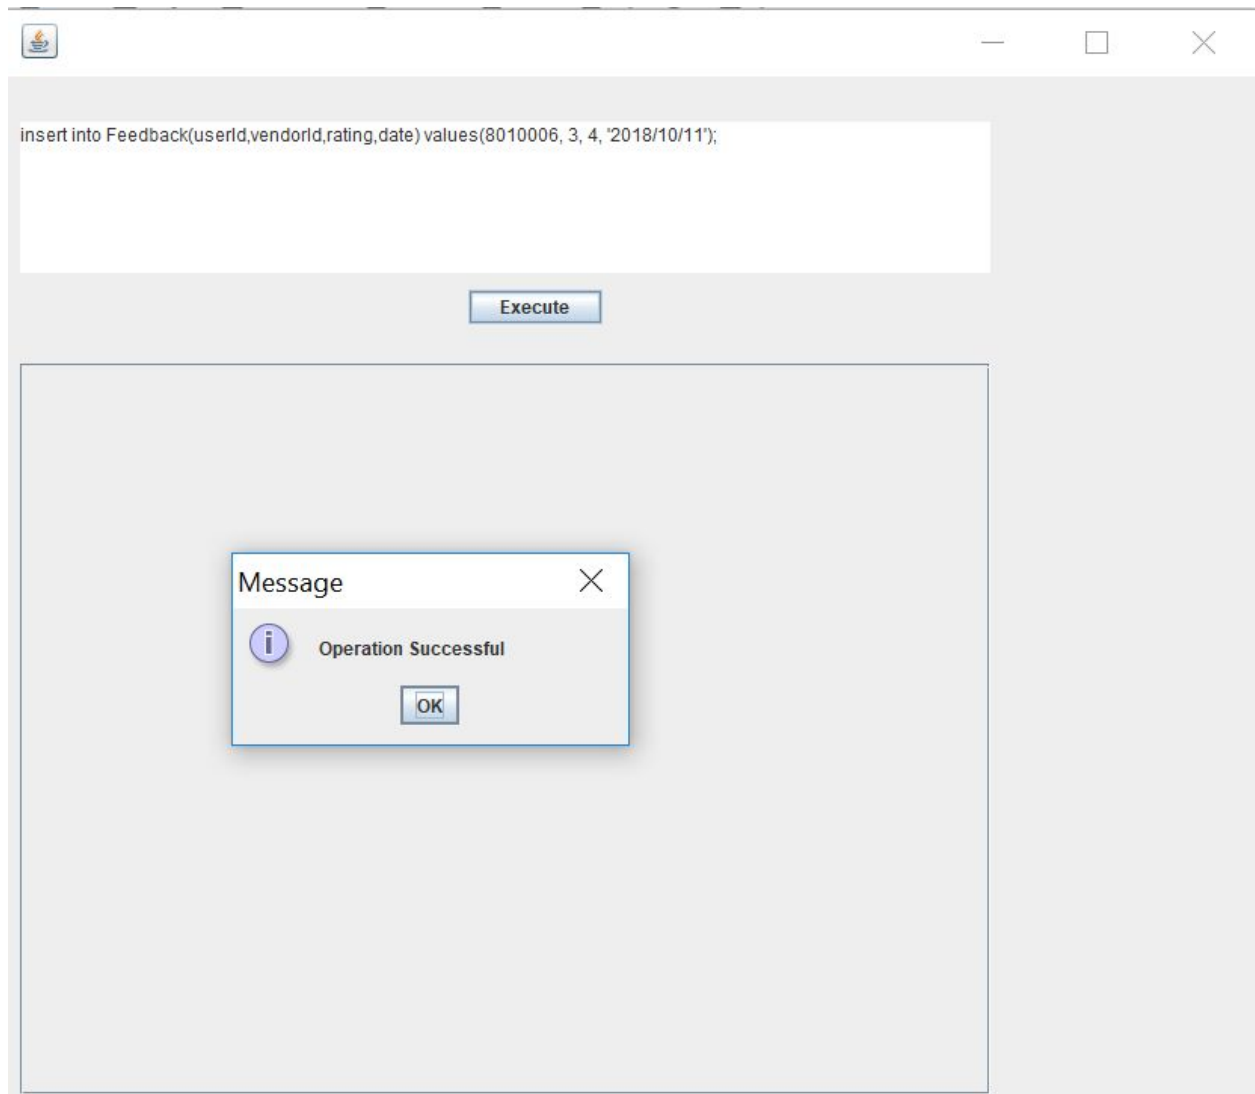 insert into Feedback(userId,vendorId,rating,date) values(8010006, 3, 4, '2018/10/11');
Execute
Message
Operation Successful
OK